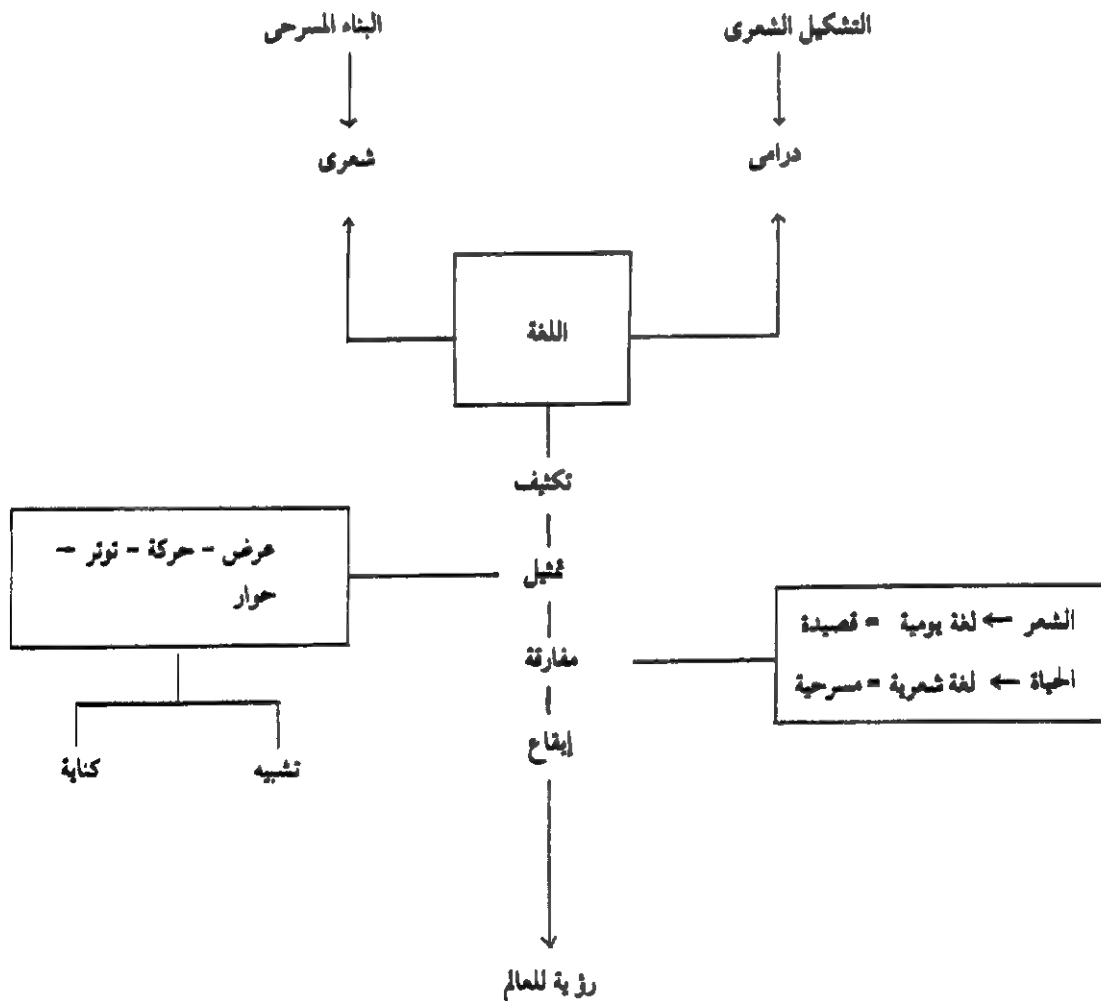 التشكيل الشعرى
البناء المسرحى
درامى
شعرى
اللغة
تكثيف
عرض - حركة - توتر -
حوار
تمثيل
الشعر ← لغة يومية = قصيدة
الحياة ← لغة شعرية = مسرحية
مفارقة
إيقاع
تشبيه
كناية
رؤية للعالم